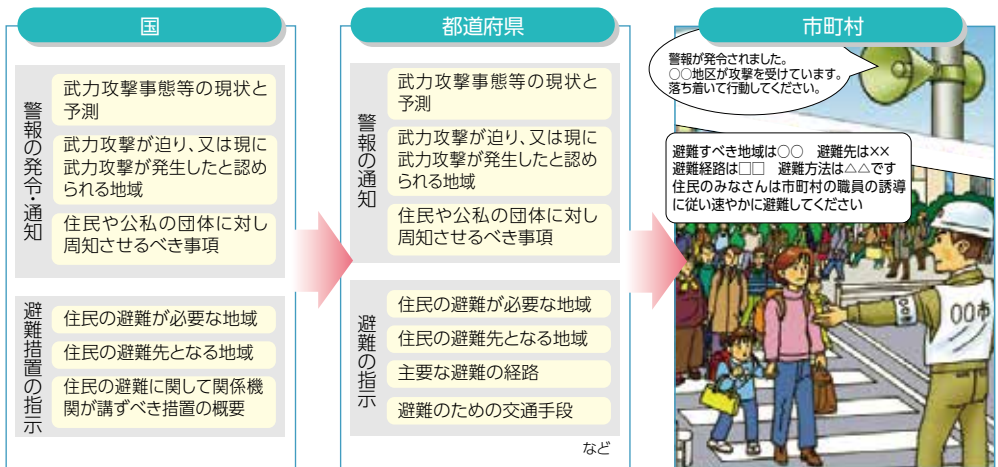 国
警報の発令・通知
武力攻撃事態等の現状と
予測
武力攻撃が迫り、又は現に
武力攻撃が発生したと認め
られる地域
住民や公私の団体に対し
周知させるべき事項
避難措置の指示
住民の避難が必要な地域
住民の避難先となる地域
住民の避難に関して関係機
関が講ずべき措置の概要
都道府県
警報の通知
武力攻撃事態等の現状と
予測
武力攻撃が迫り、又は現に
武力攻撃が発生したと認め
られる地域
住民や公私の団体に対し
周知させるべき事項
避難の指示
住民の避難が必要な地域
住民の避難先となる地域
主要な避難の経路
避難のための交通手段
など
市町村
警報が発令されました。
○○地区が攻撃を受けています。
落ち着いて行動してください。
避難すべき地域は○○　避難先は××
避難経路は□□　避難方法は△△です
住民のみなさんは市町村の職員の誘導
に従い速やかに避難してください
○○市
○○市